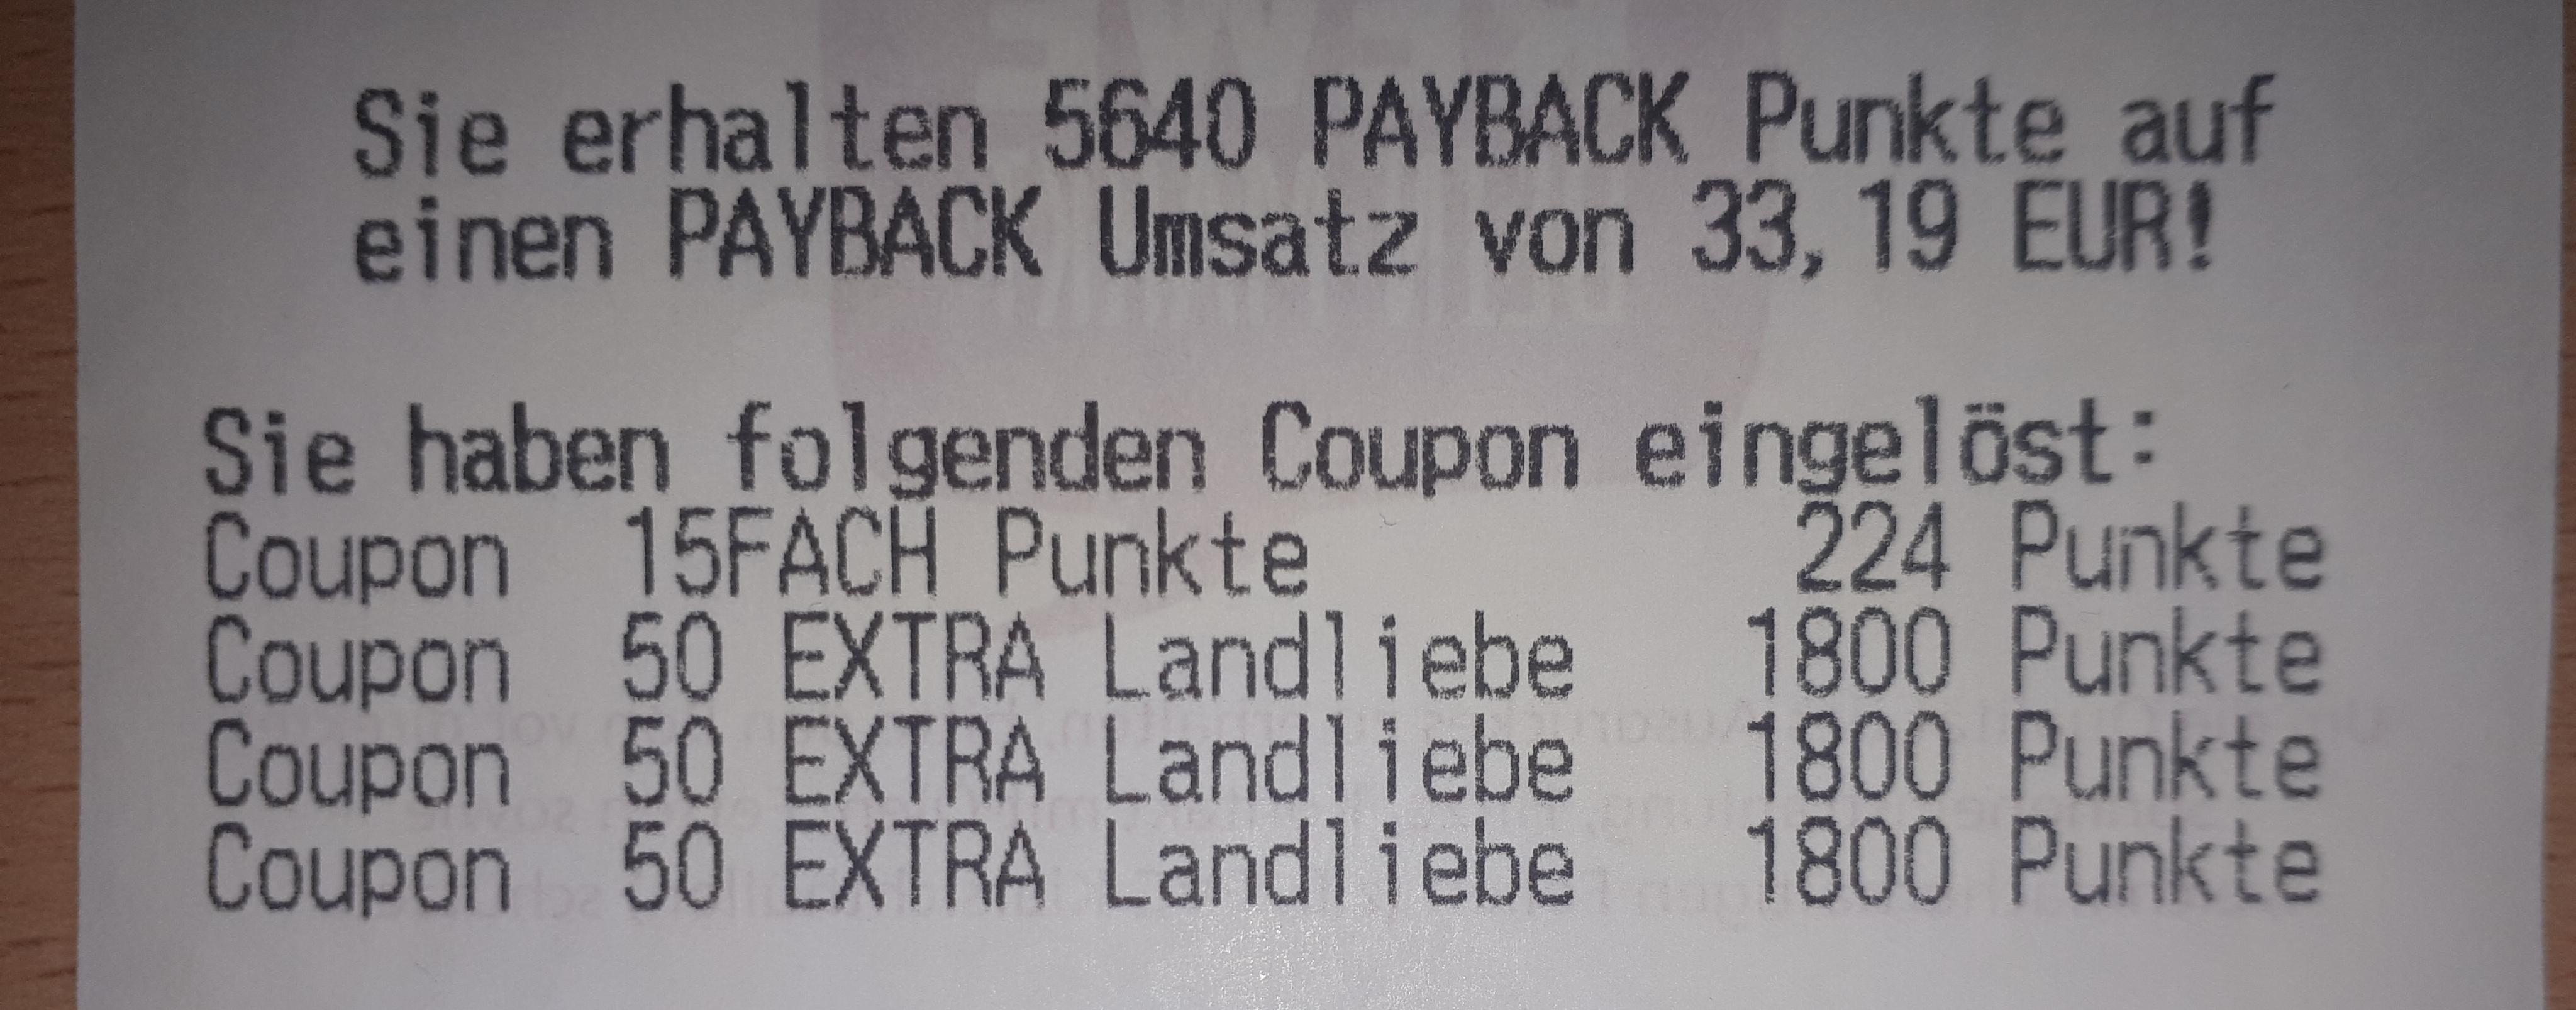 Sie erhalten 5640 PAYBACK Punkte auf
einen PAYBACK Umsatz von 33,19 EUR!
Sie haben folgenden Coupon eingelöst:
Coupon 15FACH Punkte 224 Punkte
Coupon 50 EXTRA Landliebe 1800 Punkte
Coupon 50 EXTRA Landliebe 1800 Punkte
Coupon 50 EXTRA Landliebe 1800 Punkte